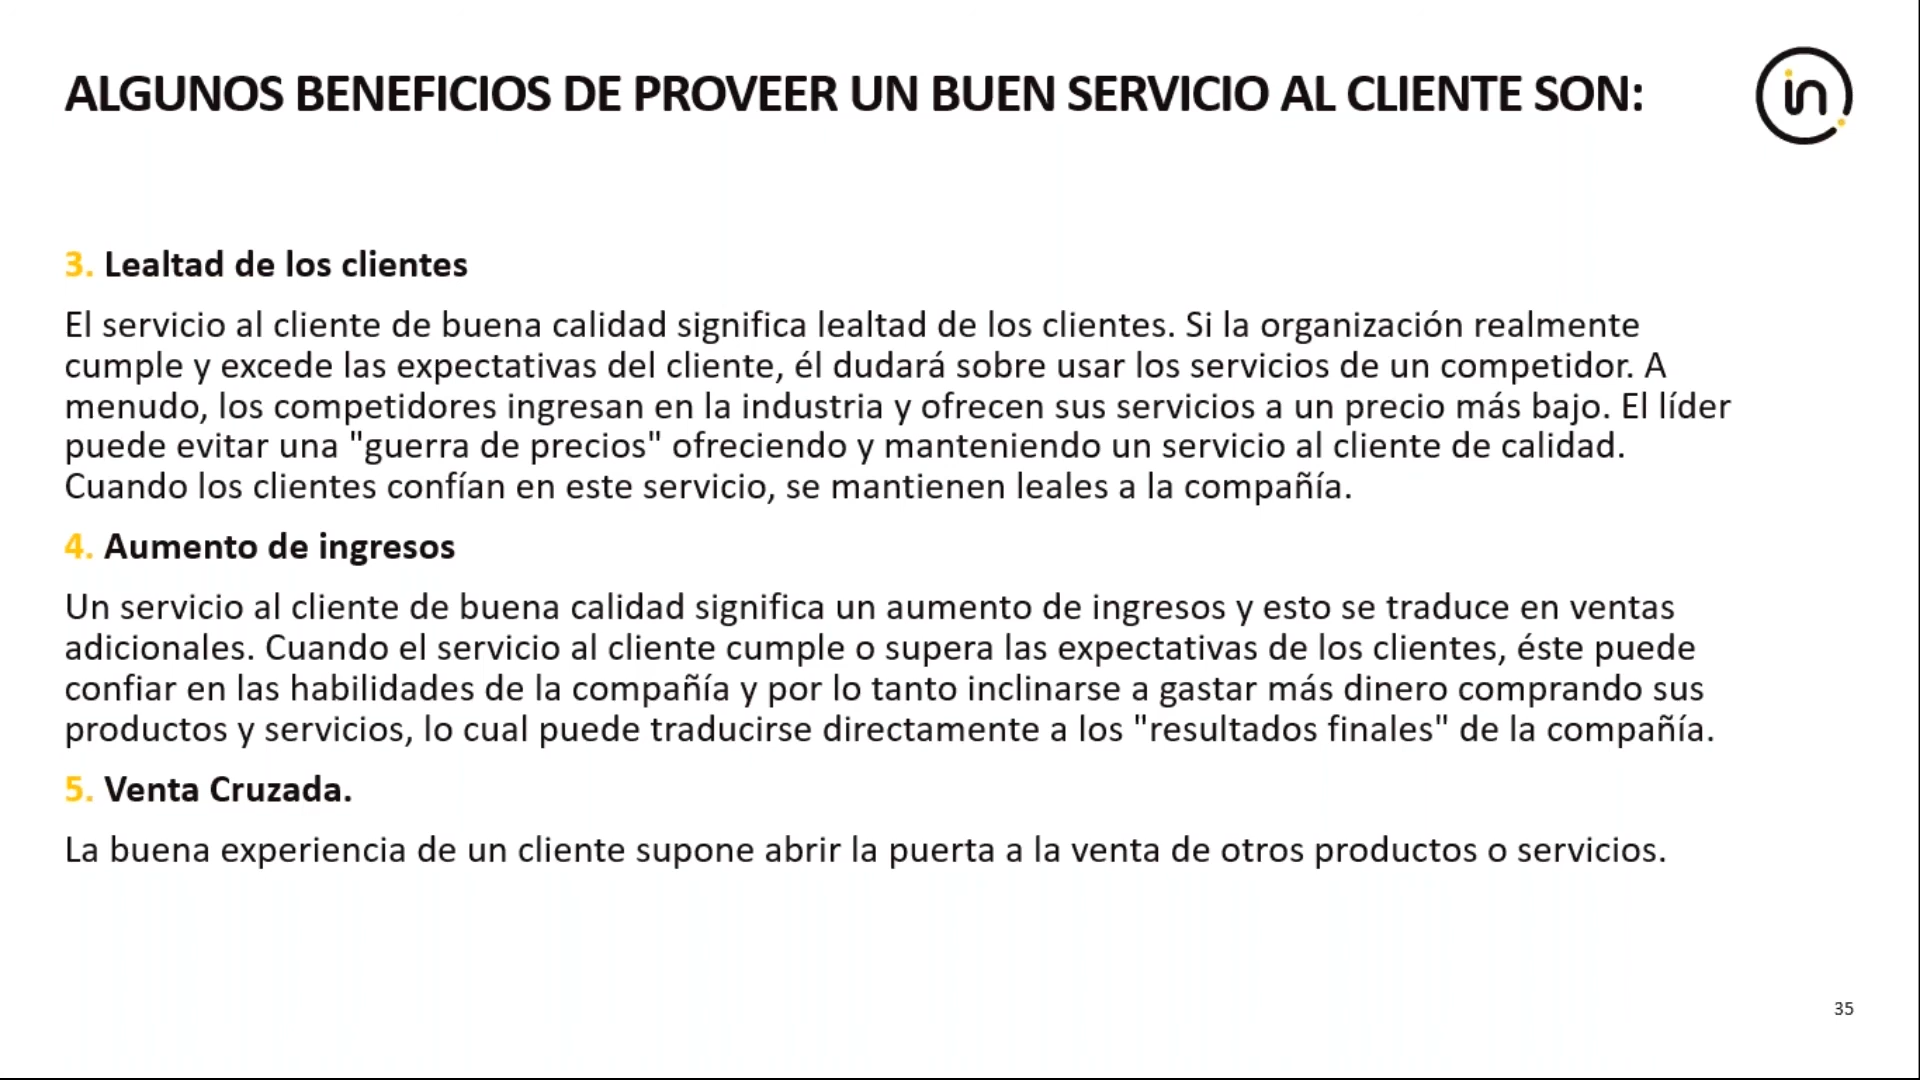 ALGUNOS BENEFICIOS DE PROVEER UN BUEN SERVICIO AL CLIENTE SON:
in
3. Lealtad de los clientes
El servicio al cliente de buena calidad significa lealtad de los clientes. Si la organización realmente
cumple y excede las expectativas del cliente, él dudará sobre usar los servicios de un competidor. A
menudo, los competidores ingresan en la industria y ofrecen sus servicios a un precio más bajo. El líder
puede evitar una "guerra de precios" ofreciendo y manteniendo un servicio al cliente de calidad.
Cuando los clientes confían en este servicio, se mantienen leales a la compañía.
4. Aumento de ingresos
Un servicio al cliente de buena calidad significa un aumento de ingresos y esto se traduce en ventas
adicionales. Cuando el servicio al cliente cumple o supera las expectativas de los clientes, éste puede
confiar en las habilidades de la compañía y por lo tanto inclinarse a gastar más dinero comprando sus
productos y servicios, lo cual puede traducirse directamente a los "resultados finales" de la compañía.
5. Venta Cruzada.
La buena experiencia de un cliente supone abrir la puerta a la venta de otros productos o servicios.
35